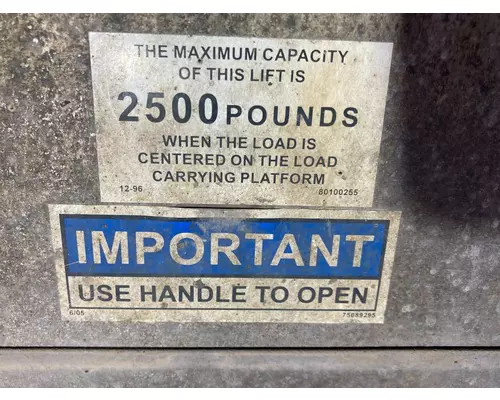 THE MAXIMUM CAPACITY
OF THIS LIFT IS
2500 POUNDS
WHEN THE LOAD IS
CENTERED ON THE LOAD
CARRYING PLATFORM
12-96 80100255
IMPORTANT
USE HANDLE TO OPEN
6/05 75689295